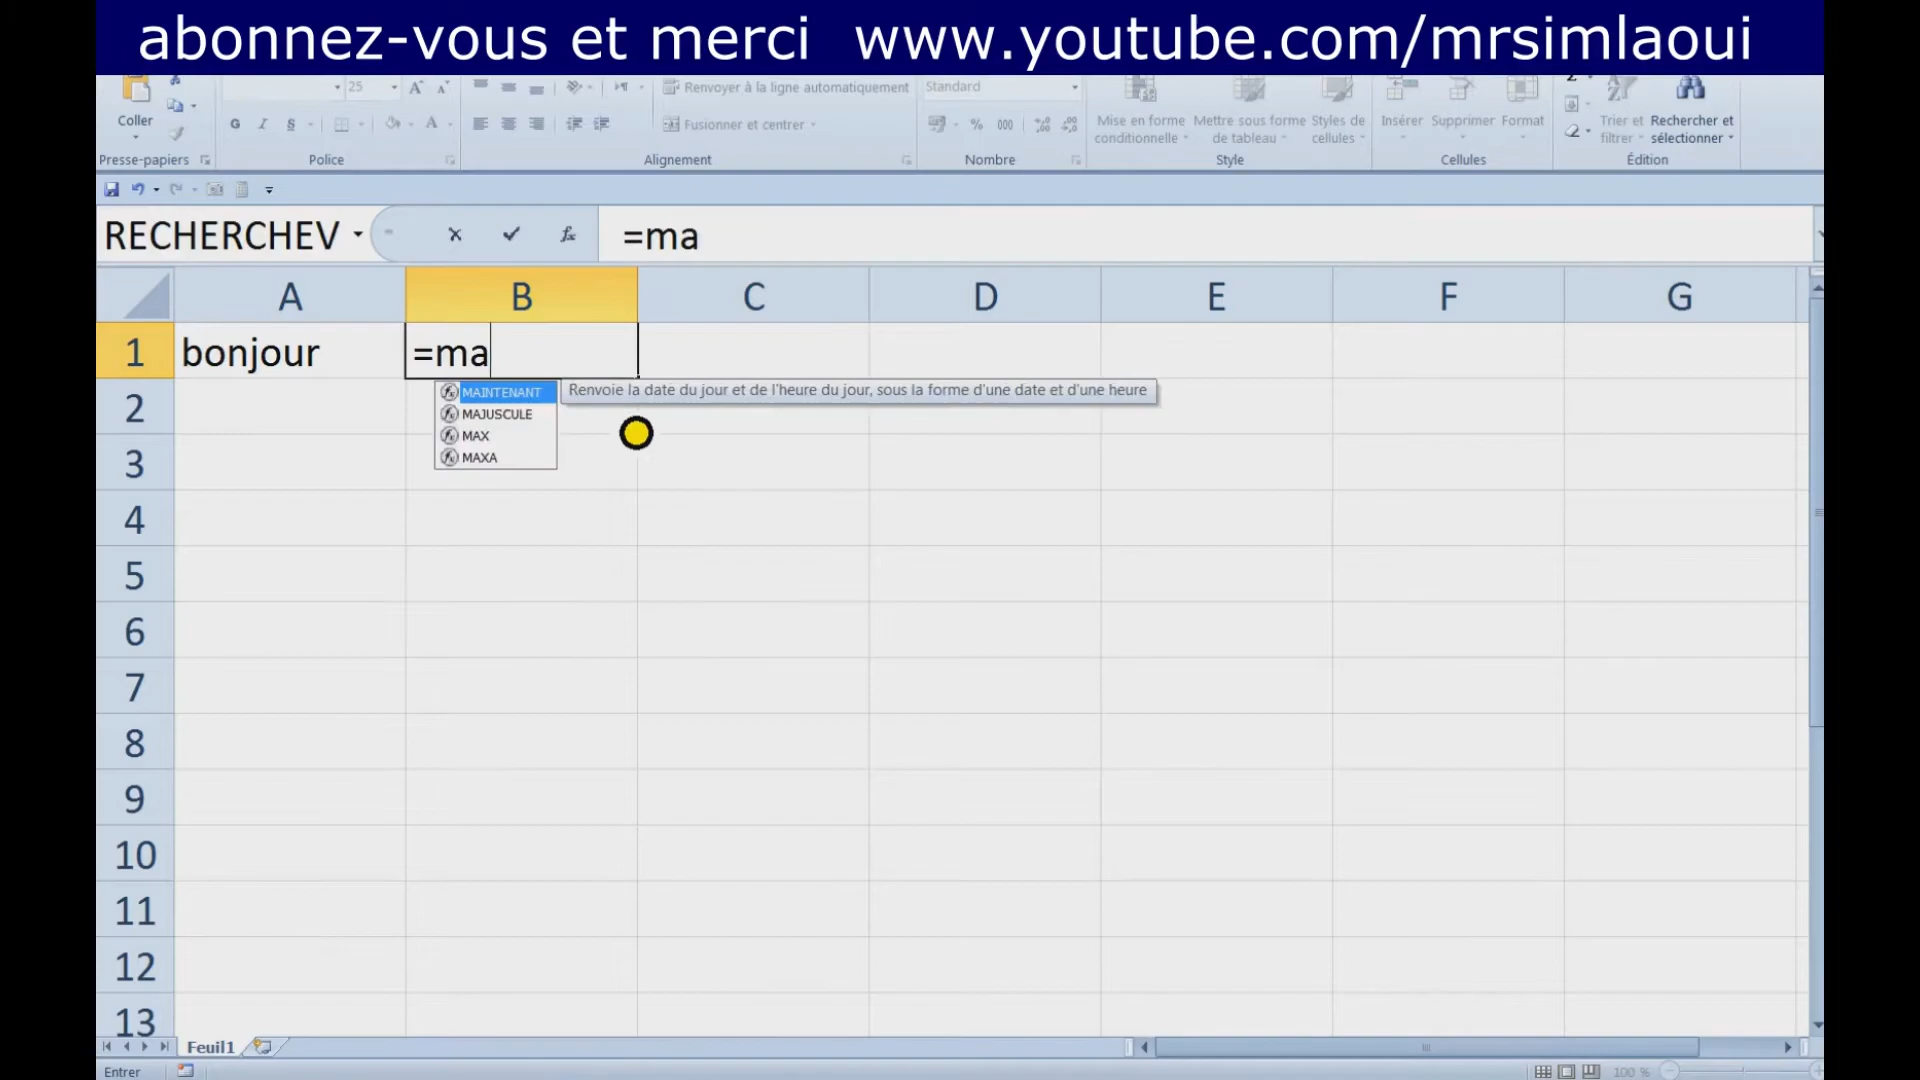 abonnez-vous et merci www.youtube.com/mrsimlaoui
25 Renvoyer à la ligne automatiquement Standard
Coller G I S A Fusionner et centrer % 000 Mise en forme conditionnelle Mettre sous forme de tableau Styles de cellules Insérer Supprimer Format Trier et filtrer Rechercher et sélectionner
Presse-papiers Police Alignement Nombre Style Cellules Édition
RECHERCHEV fx =ma
A B C D E F G
1 bonjour =ma
MAINTENANT Renvoie la date du jour et de l'heure du jour, sous la forme d'une date et d'une heure
2 MAJUSCULE
MAX
3 MAXA
4
5
6
7
8
9
10
11
12
13
Feuil1
Entrer 100 %